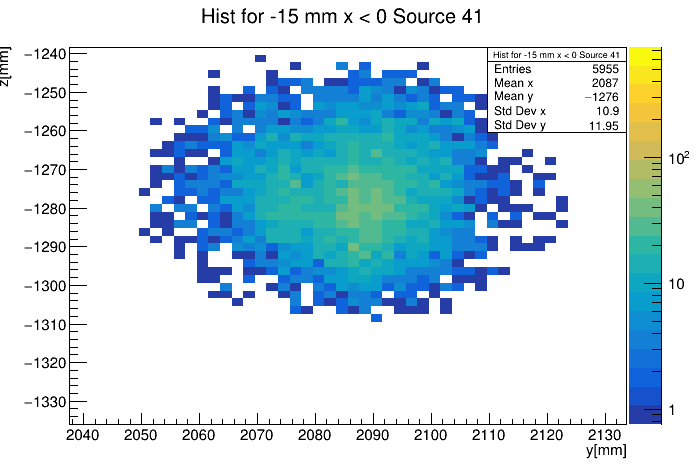 Hist for -15 mm x < 0 Source 41
z[mm]
−1240
−1250
−1260
−1270
−1280
−1290
−1300
−1310
−1320
−1330
Hist for -15 mm x < 0 Source 41
Entries 5955
Mean x 2087
Mean y −1276
Std Dev x 10.9
Std Dev y 11.95
10²
10
1
2040 2050 2060 2070 2080 2090 2100 2110 2120 2130
y[mm]